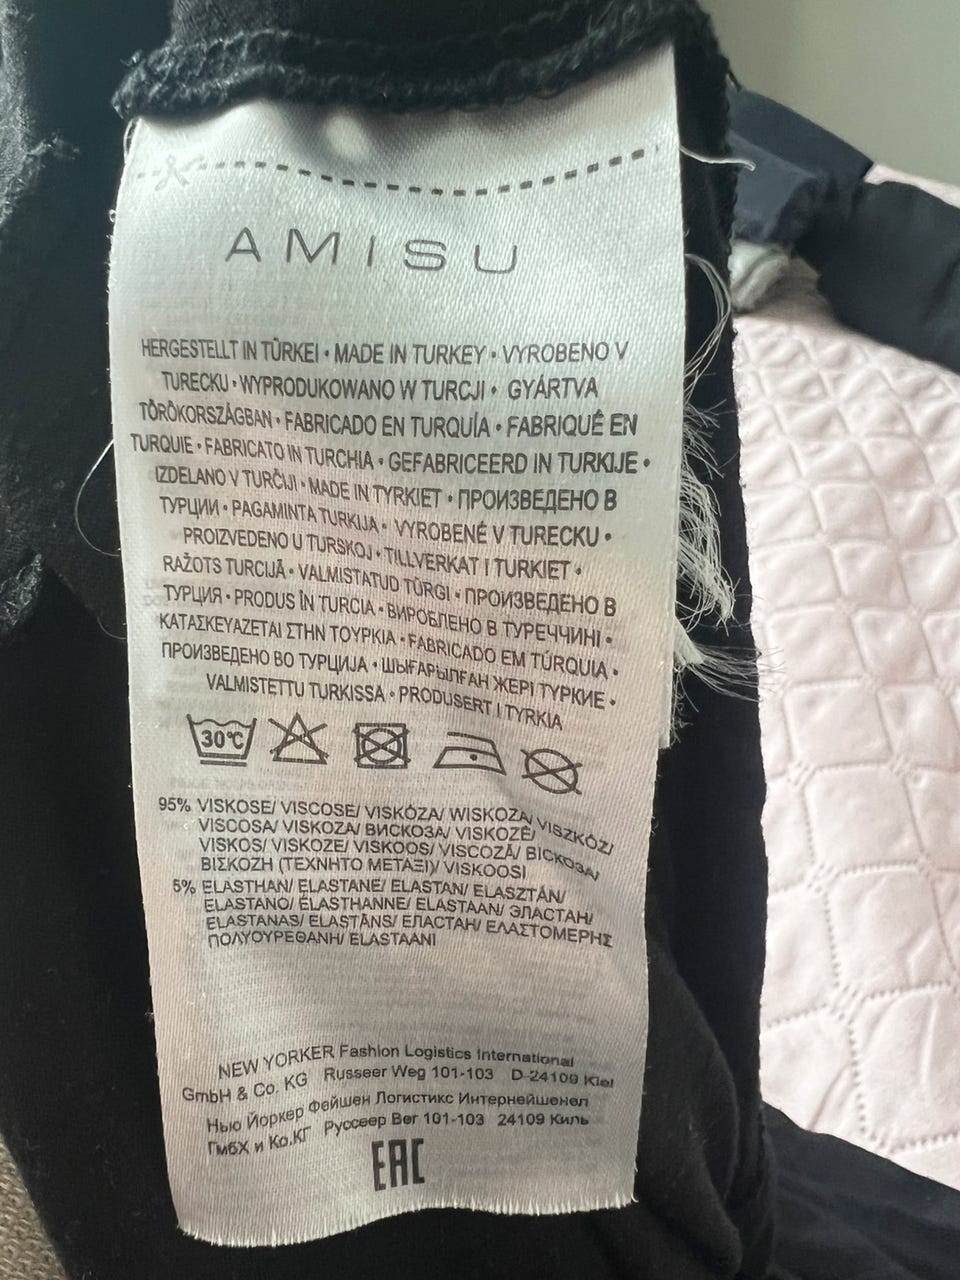 AMISU
HERGESTELLT IN TÜRKEI • MADE IN TURKEY • VYROBENO V
TURECKU • WYPRODUKOWANO W TURCJI • GYÁRTVA
TÖRÖKORSZÁGBAN • FABRICADO EN TURQUÍA • FABRIQUÉ EN
TURQUIE • FABRICATO IN TURCHIA • GEFABRICEERD IN TURKIJE •
IZDELANO V TURČIJI • MADE IN TYRKIET • ПРОИЗВЕДЕНО В
ТУРЦИИ • PAGAMINTA TURKIJA • VYROBENÉ V TURECKU •
PROIZVEDENO U TURSKOJ • TILLVERKAT I TURKIET •
RAŽOTS TURCIJĀ • VALMISTATUD TÜRGI • ПРОИЗВЕДЕНО В
ТУРЦИЯ • PRODUS ÎN TURCIA • ВИРОБЛЕНО В ТУРЕЧЧИНІ •
ΚΑΤΑΣΚΕΥΑΖΕΤΑΙ ΣΤΗΝ ΤΟΥΡΚΙΑ • FABRICADO EM TÚRQUIA •
ПРОИЗВЕДЕНО ВО ТУРЦИЈА • ШЫҒАРЫЛҒАН ЖЕРІ ТҮРКИЕ •
VALMISTETTU TURKISSA • PRODUSERT I TYRKIA
30°C
95% VISKOSE/ VISCOSE/ VISKÓZA/ WISKOZA/ VISZKÓZ/
VISCOSA/ VISKOZA/ ВИСКОЗА/ VISKOZĖ/
VISKOS/ VISKOZE/ VISKOOS/ VISCOZĂ/ ВІСКОЗА/
ΒΙΣΚΟΖΗ (ΤΕΧΝΗΤΟ ΜΕΤΑΞΙ)/ VISKOOSI
5% ELASTHAN/ ELASTANE/ ELASTAN/ ELASZTÁN/
ELASTANO/ ÉLASTHANNE/ ELASTAAN/ ЭЛАСТАН/
ELASTANAS/ ELASTĀNS/ ЕЛАСТАН/ ΕΛΑΣΤΟΜΕΡΗΣ
ΠΟΛΥΟΥΡΕΘΑΝΗ/ ELASTAANI
NEW YORKER Fashion Logistics International
GmbH & Co. KG Russeer Weg 101-103 D-24109 Kiel
Нью Йоркер Фейшен Логистикс Интернейшенел
ГмбХ и Ко.КГ Руссеер Вег 101-103 24109 Киль
EAC